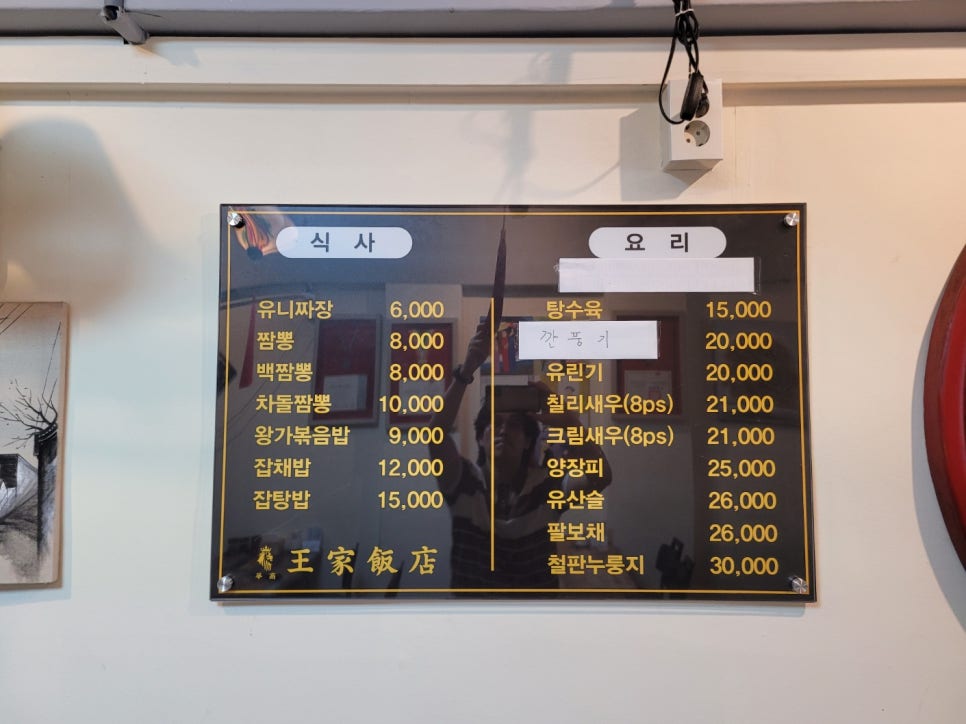 식 사
유니짜장 6,000
짬뽕 8,000
백짬뽕 8,000
차돌짬뽕 10,000
왕가볶음밥 9,000
잡채밥 12,000
잡탕밥 15,000
王家飯店
요 리
탕수육 15,000
깐풍기 20,000
유린기 20,000
칠리새우(8ps) 21,000
크림새우(8ps) 21,000
양장피 25,000
유산슬 26,000
팔보채 26,000
철판누룽지 30,000